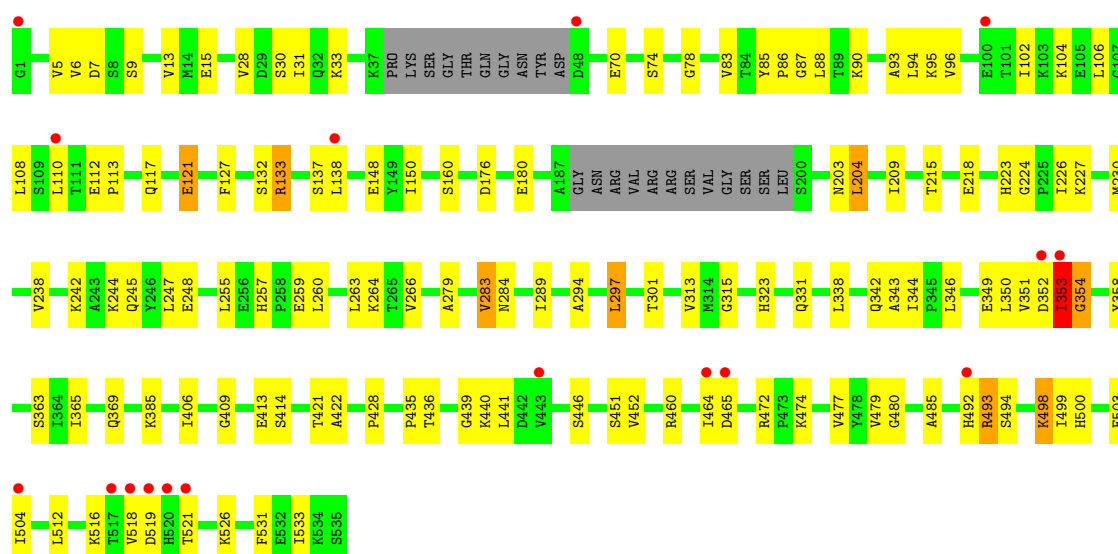 G1 V5 V6 D7 S8 S9 V13 M14 E15 V28 D29 S30 I31 Q32 K33 K37 PRO LYS SER GLY THR GLN GLY ASN TYR ASP D48 E70 S74 G78 V83 T84 Y85 P86 G87 L88 T89 K90 A93 L94 K95 V96 E100 T101 I102 K103 K104 E105 L106 G107
L108 S109 L110 T111 E112 P113 Q117 E121 F127 S132 R133 S137 L138 E148 Y149 I150 S160 D176 E180 A187 GLY ASN ARG VAL ARG ARG SER VAL GLY SER SER LEU S200 N203 L204 I209 T215 E218 H223 G224 P225 I226 K227 M230
V238 K242 A243 K244 Q245 Y246 L247 E248 L255 E256 H257 P258 E259 L260 L263 K264 T265 V266 A279 V283 N284 I289 A294 L297 T301 V313 M314 G315 H323 Q331 L338 Q342 A343 I344 P345 L346 E349 L350 V351 D352 I353 G354 Y358
S363 I364 I365 Q369 K385 I406 G409 E413 S414 T421 A422 P428 P435 T436 G439 K440 L441 D442 V443 S446 S451 V452 R460 I464 D465 R472 P473 K474 V477 Y478 V479 G480 A485 H492 R493 S494 K498 I499 H500
I504 L512 K516 T517 V518 D519 H520 T521 K526 F531 E532 I533 K534 S535